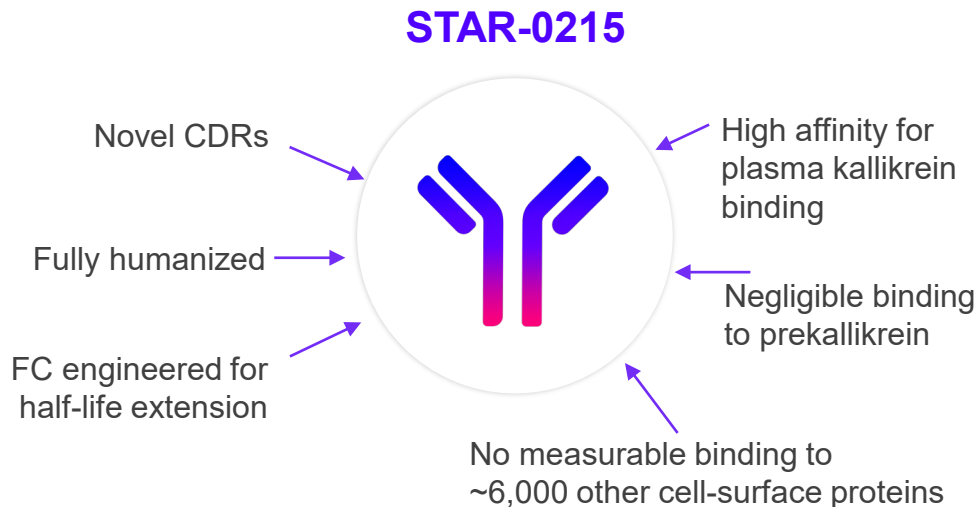 STAR-0215
Novel CDRs
Fully humanized
FC engineered for
half-life extension
High affinity for
plasma kallikrein
binding
Negligible binding
to prekallikrein
No measurable binding to
~6,000 other cell-surface proteins